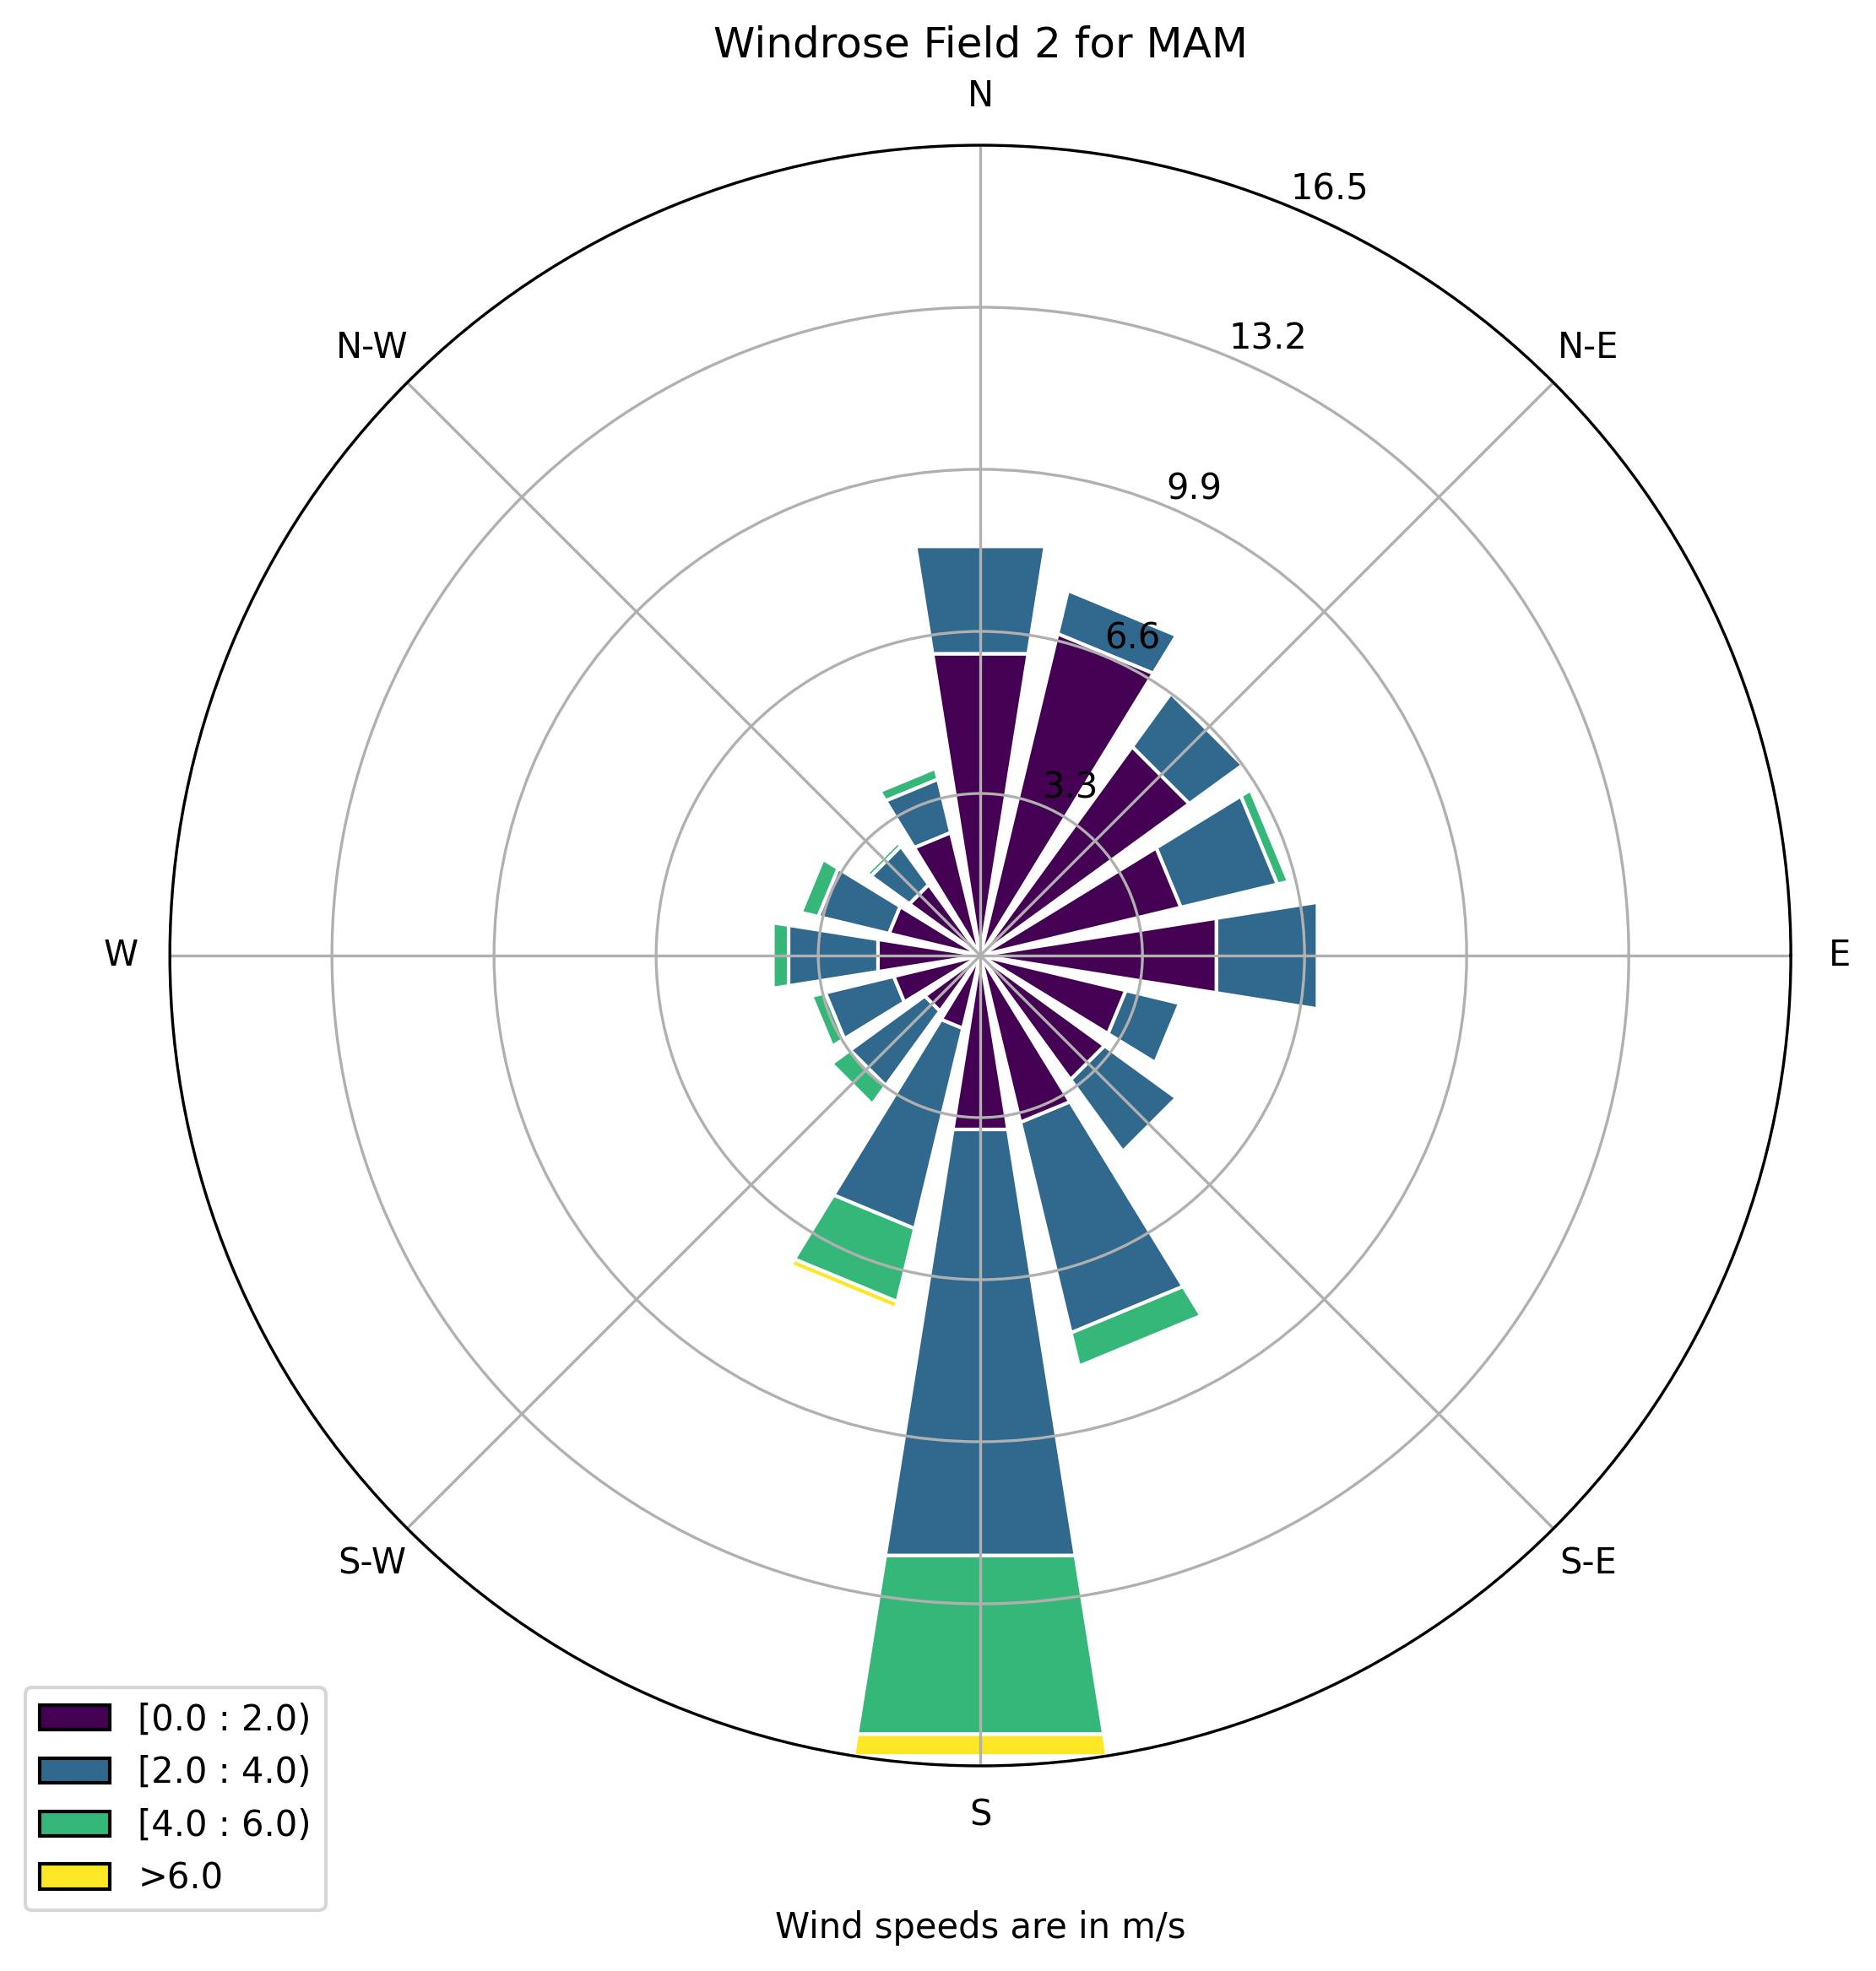 Windrose Field 2 for MAM
N
16.5
13.2
N-W
N-E
9.9
6.6
3.3
W
E
S-W
S-E
[0.0 : 2.0)
[2.0 : 4.0)
S
[4.0 : 6.0)
>6.0
Wind speeds are in m/s